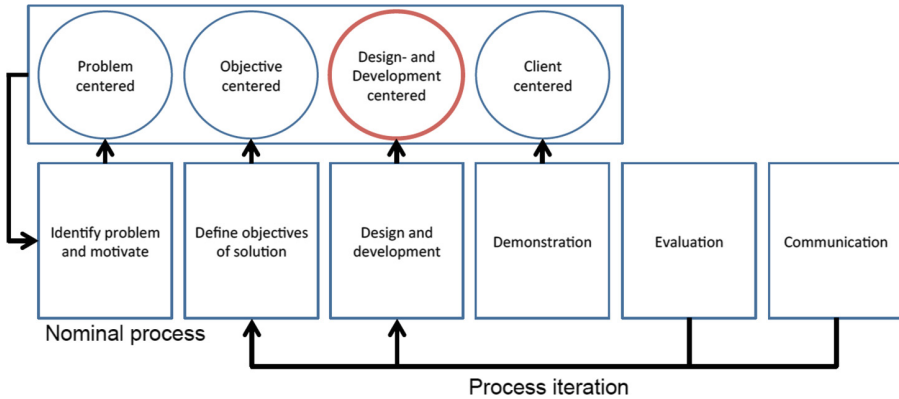 Problem
centered
Objective
centered
Design- and
Development
centered
Client
centered
Identify problem
and motivate
Define objectives
of solution
Design and
development
Demonstration
Evaluation
Communication
Nominal process
Process iteration